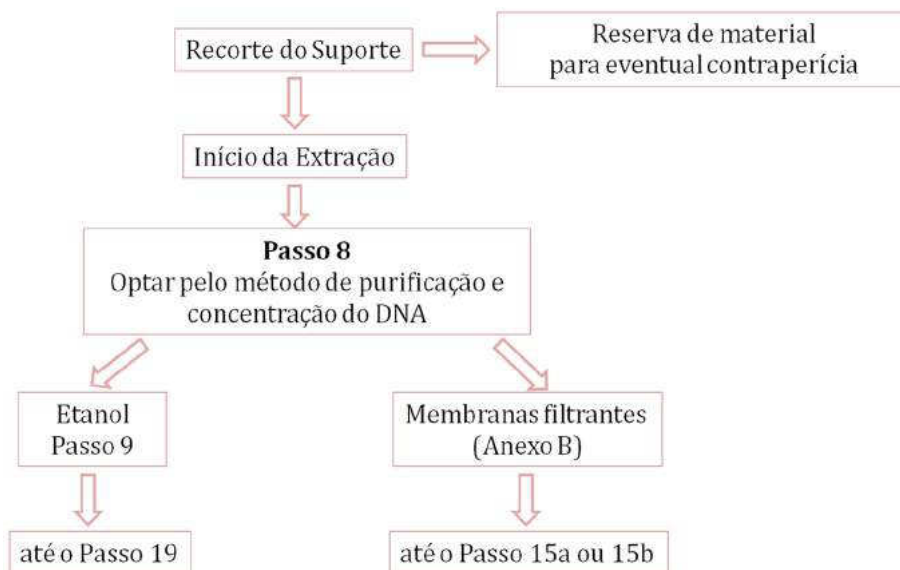 Recorte do Suporte
Reserva de material
para eventual contraperícia
Início da Extração
Passo 8
Optar pelo método de purificação e
concentração do DNA
Etanol
Passo 9
Membranas filtrantes
(Anexo B)
até o Passo 19
até o Passo 15a ou 15b